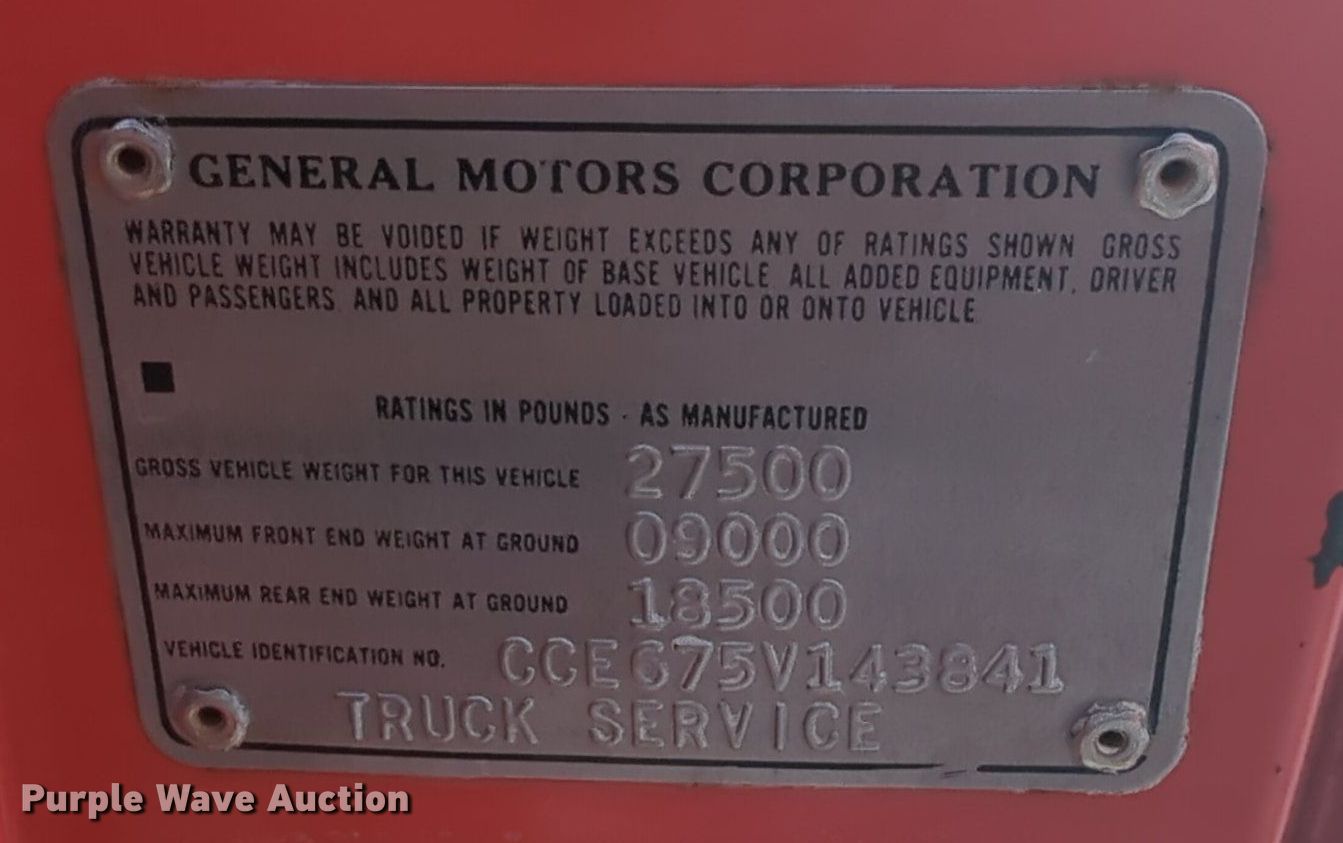 GENERAL MOTORS CORPORATION
WARRANTY MAY BE VOIDED IF WEIGHT EXCEEDS ANY OF RATINGS SHOWN GROSS
VEHICLE WEIGHT INCLUDES WEIGHT OF BASE VEHICLE, ALL ADDED EQUIPMENT, DRIVER
AND PASSENGERS, AND ALL PROPERTY LOADED INTO OR ONTO VEHICLE
RATINGS IN POUNDS - AS MANUFACTURED
GROSS VEHICLE WEIGHT FOR THIS VEHICLE 27500
MAXIMUM FRONT END WEIGHT AT GROUND 09000
MAXIMUM REAR END WEIGHT AT GROUND 18500
VEHICLE IDENTIFICATION NO. CCE675V143841
TRUCK SERVICE
Purple Wave Auction